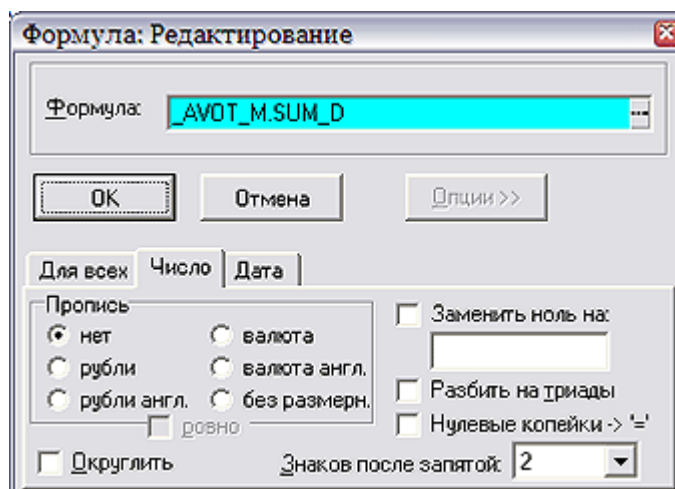 Формула: Редактирование
Формула: _AVOT_M.SUM_D ...
OK Отмена Опции >>
Для всех Число Дата
Пропись
нет валюта
рубли валюта англ.
рубли англ. без размерн.
ровно
Заменить ноль на:
Разбить на триады
Нулевые копейки -> '='
Округлить Знаков после запятой: 2